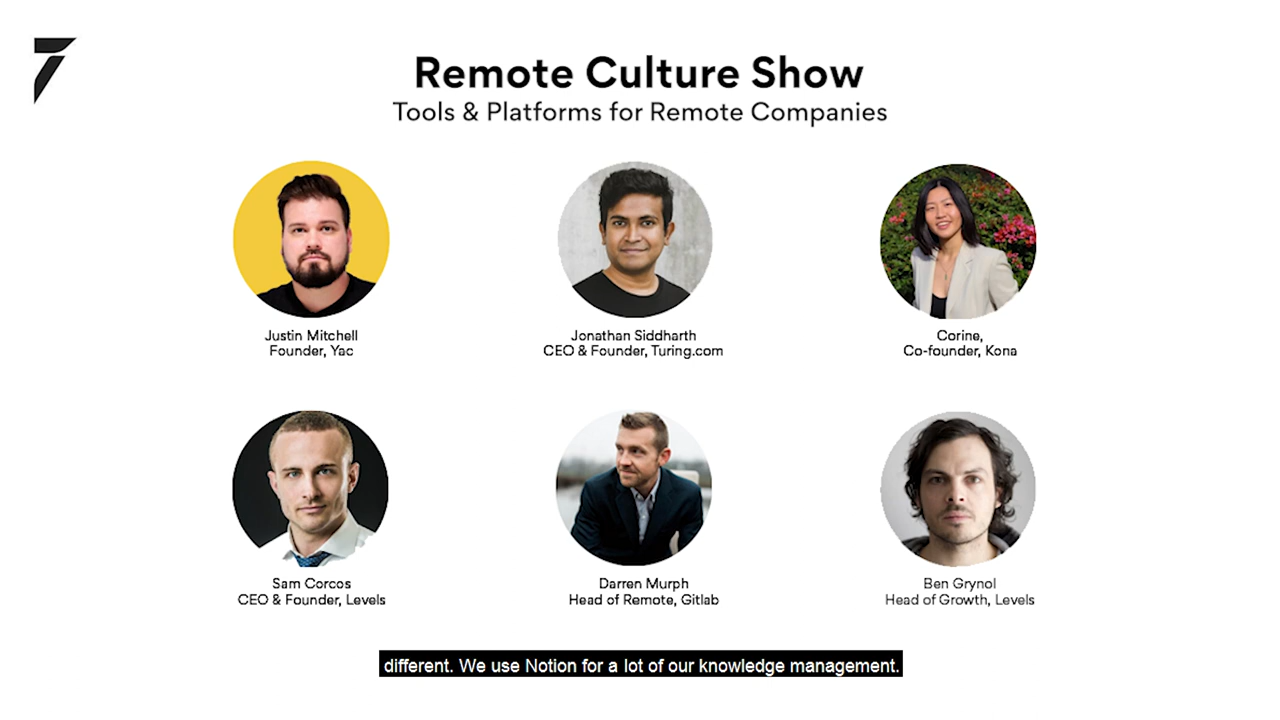 Remote Culture Show
Tools & Platforms for Remote Companies
Justin Mitchell
Founder, Yac
Jonathan Siddharth
CEO & Founder, Turing.com
Corine,
Co-founder, Kona
Sam Corcos
CEO & Founder, Levels
Darren Murph
Head of Remote, Gitlab
Ben Grynol
Head of Growth, Levels
different. We use Notion for a lot of our knowledge management.